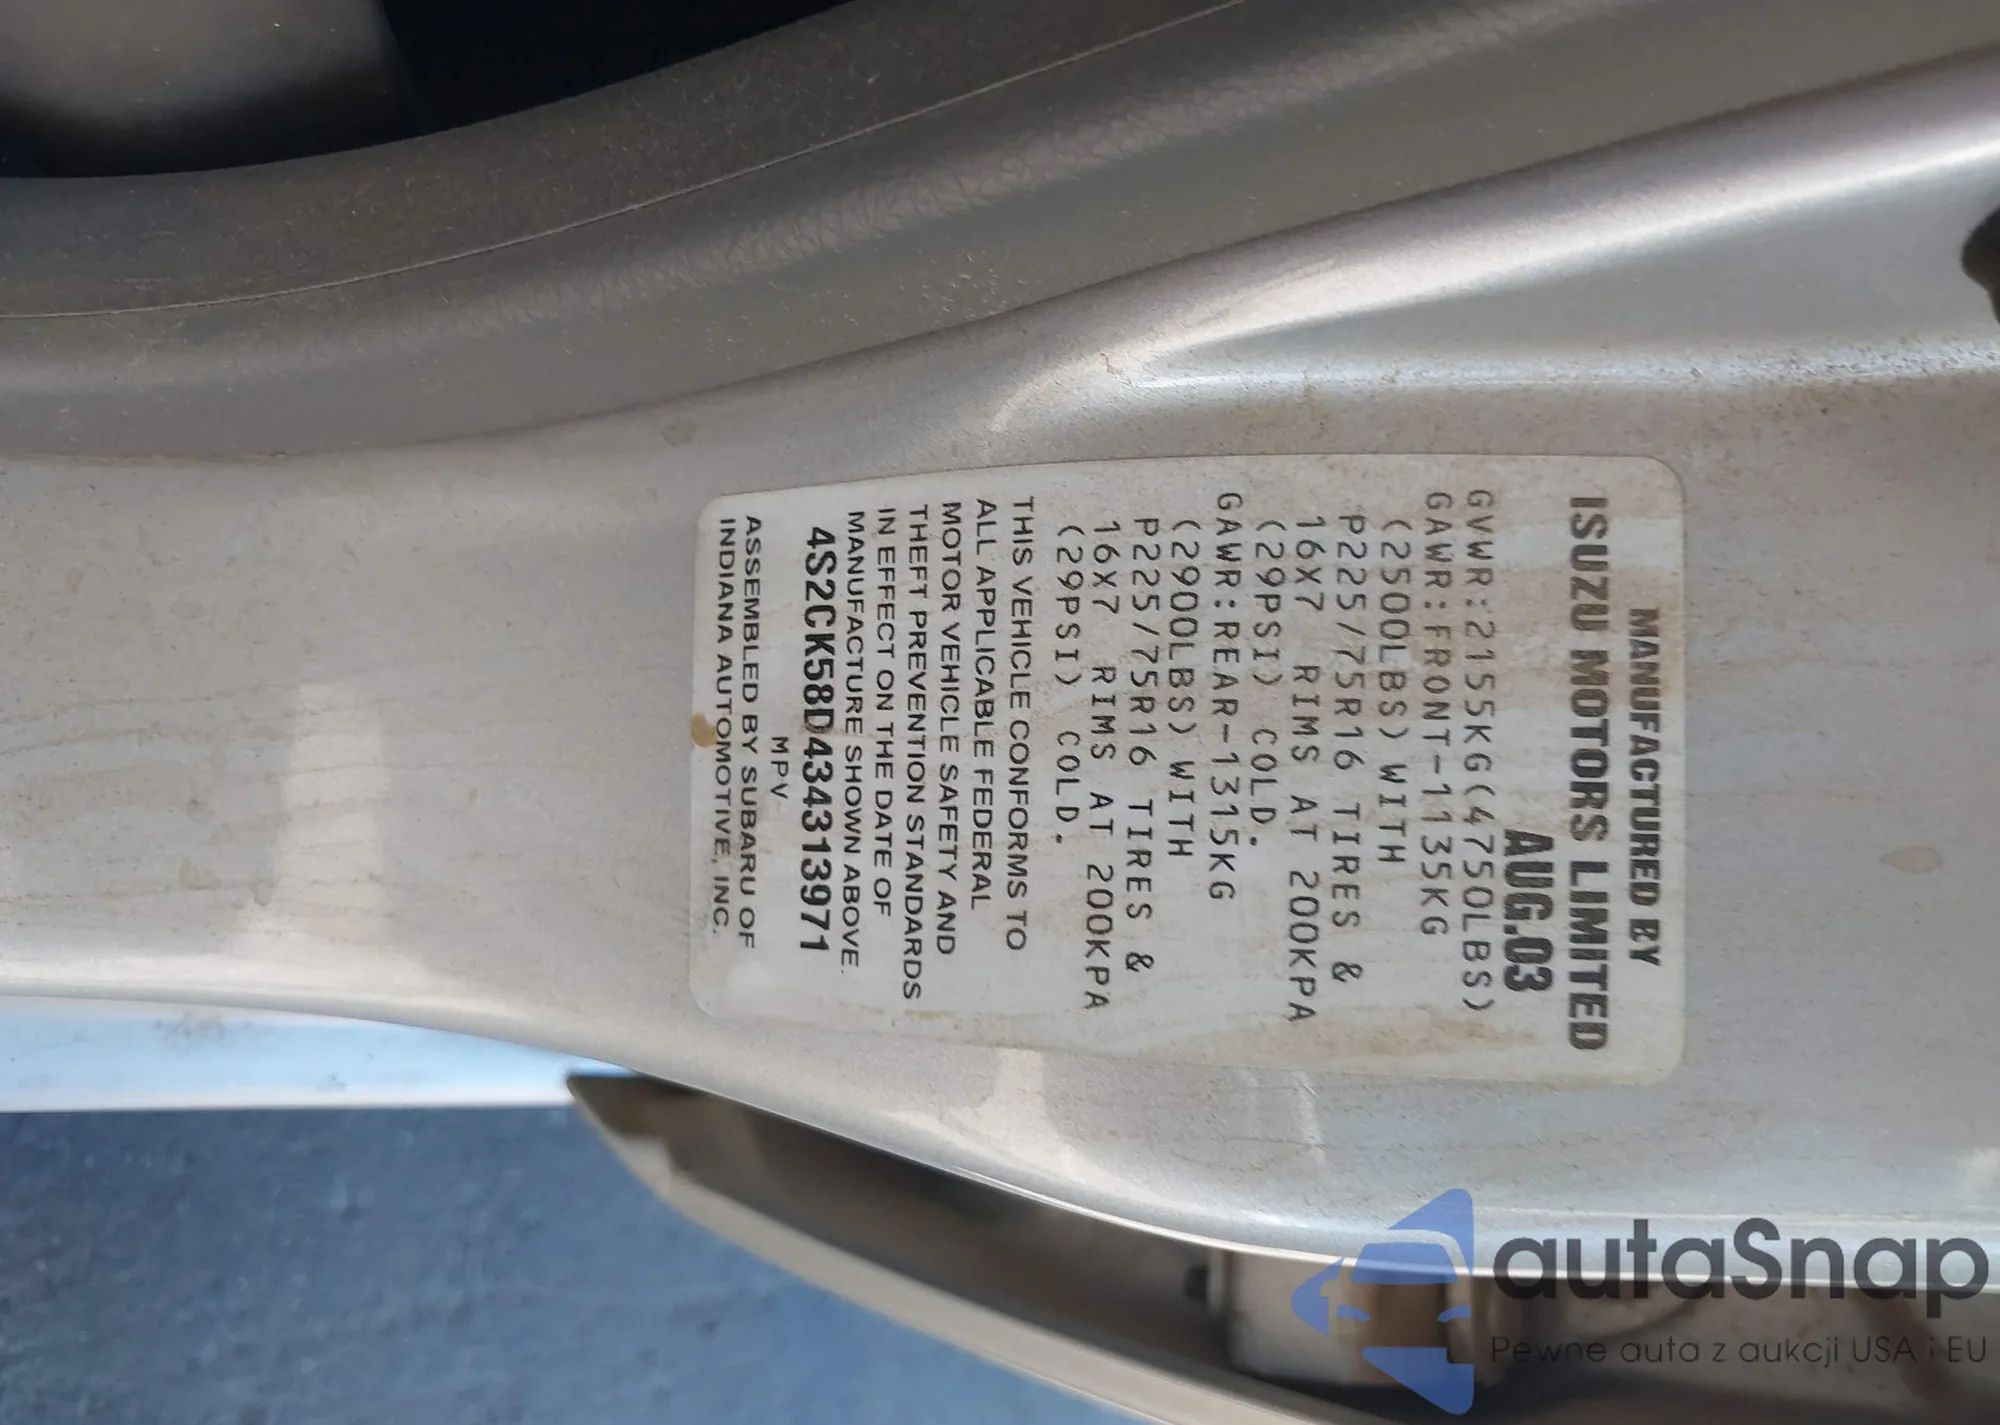 MANUFACTURED BY
ISUZU MOTORS LIMITED
AUG.03
GVWR:2155KG(4750LBS)
GAWR:FRONT-1135KG
(2500LBS) WITH
P225/75R16 TIRES &
16X7 RIMS AT 200KPA
(29PSI) COLD.
GAWR:REAR-1315KG
(2900LBS) WITH
P225/75R16 TIRES &
16X7 RIMS AT 200KPA
(29PSI) COLD.
THIS VEHICLE CONFORMS TO
ALL APPLICABLE FEDERAL
MOTOR VEHICLE SAFETY AND
THEFT PREVENTION STANDARDS
IN EFFECT ON THE DATE OF
MANUFACTURE SHOWN ABOVE.
4S2CK58D434313971
MPV
ASSEMBLED BY SUBARU OF
INDIANA AUTOMOTIVE, INC.
autaSnap
Pewne auta z aukcji USA i EU